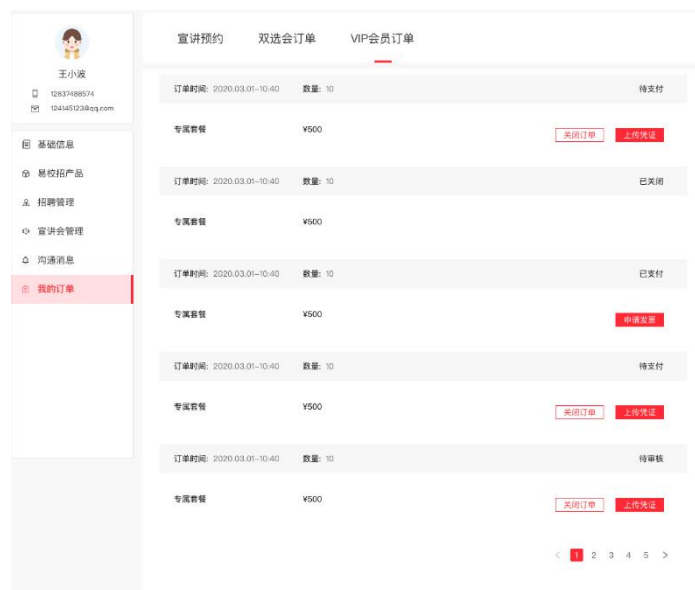 王小波
12837488574
124145123@qq.com
基础信息
易校招产品
招聘管理
宣讲会管理
沟通消息
我的订单
宣讲预约 双选会订单 VIP会员订单
订单时间: 2020.03.01-10:40 数量: 10 待支付
专属套餐 ¥500 关闭订单 上传凭证
订单时间: 2020.03.01-10:40 数量: 10 已关闭
专属套餐 ¥500
订单时间: 2020.03.01-10:40 数量: 10 已支付
专属套餐 ¥500 申请发票
订单时间: 2020.03.01-10:40 数量: 10 待支付
专属套餐 ¥500 关闭订单 上传凭证
订单时间: 2020.03.01-10:40 数量: 10 待审核
专属套餐 ¥500 关闭订单 上传凭证
< 1 2 3 4 5 >